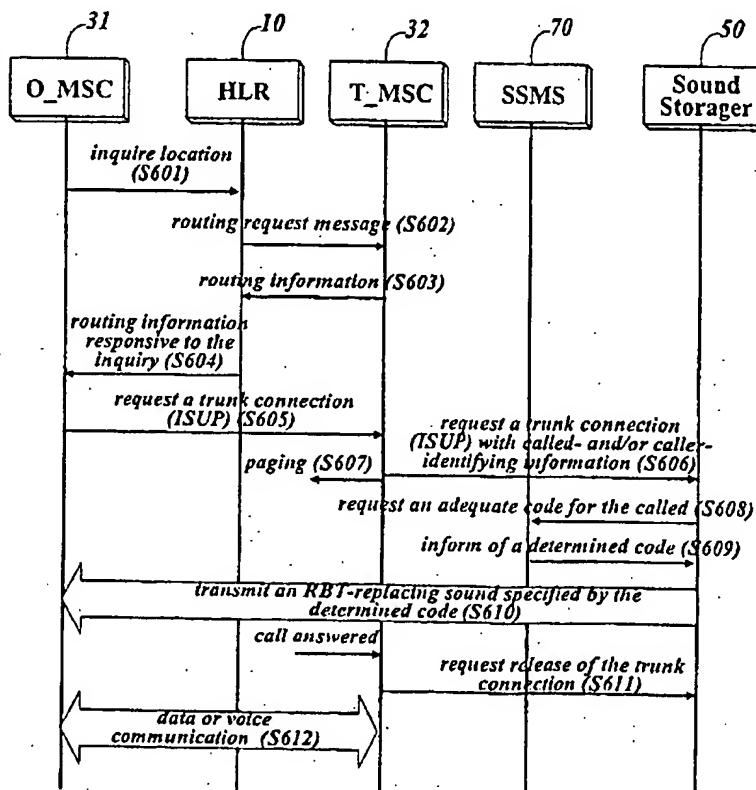 31
10
32
70
50
O_MSC
HLR
T_MSC
SSMS
Sound
Storager
inquire location
(S601)
routing request message (S602)
routing information (S603)
routing information
responsive to the
inquiry (S604)
request a trunk connection
(ISUP) (S605)
request a trunk connection
(ISUP) with called- and/or caller-
identifying information (S606)
paging (S607)
request an adequate code for the called (S608)
inform of a determined code (S609)
transmit an RBT-replacing sound specified by the
determined code (S610)
call answered
request release of the trunk
connection (S611)
data or voice
communication (S612)